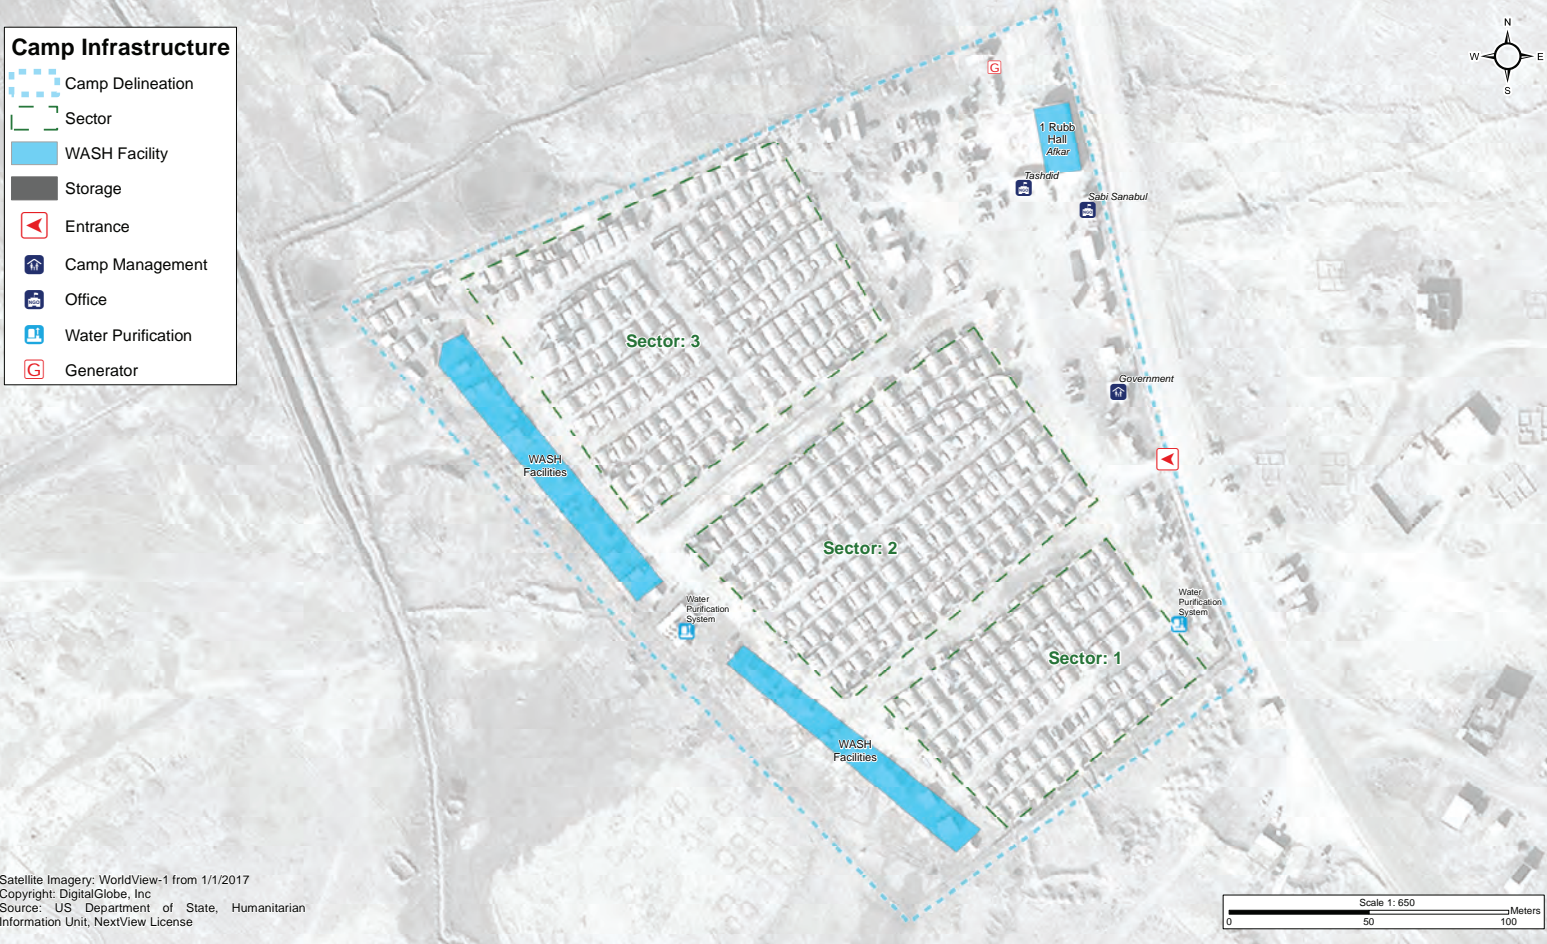 Camp Infrastructure
Camp Delineation
Sector
WASH Facility
Storage
Entrance
Camp Management
NGO
Office
Water Purification
G
Generator
N
W
E
S
G
1 Rubb
Hall
Afkar
Tashdid
NGO
Sabi Sanabul
NGO
Sector: 3
Government
WASH
Facilities
Sector: 2
Water
Purification
System
Water
Purification
System
Sector: 1
WASH
Facilities
Satellite Imagery: WorldView-1 from 1/1/2017
Copyright: DigitalGlobe, Inc
Source: US Department of State, Humanitarian
Information Unit, NextView License
Scale 1: 650
Meters
0 50 100